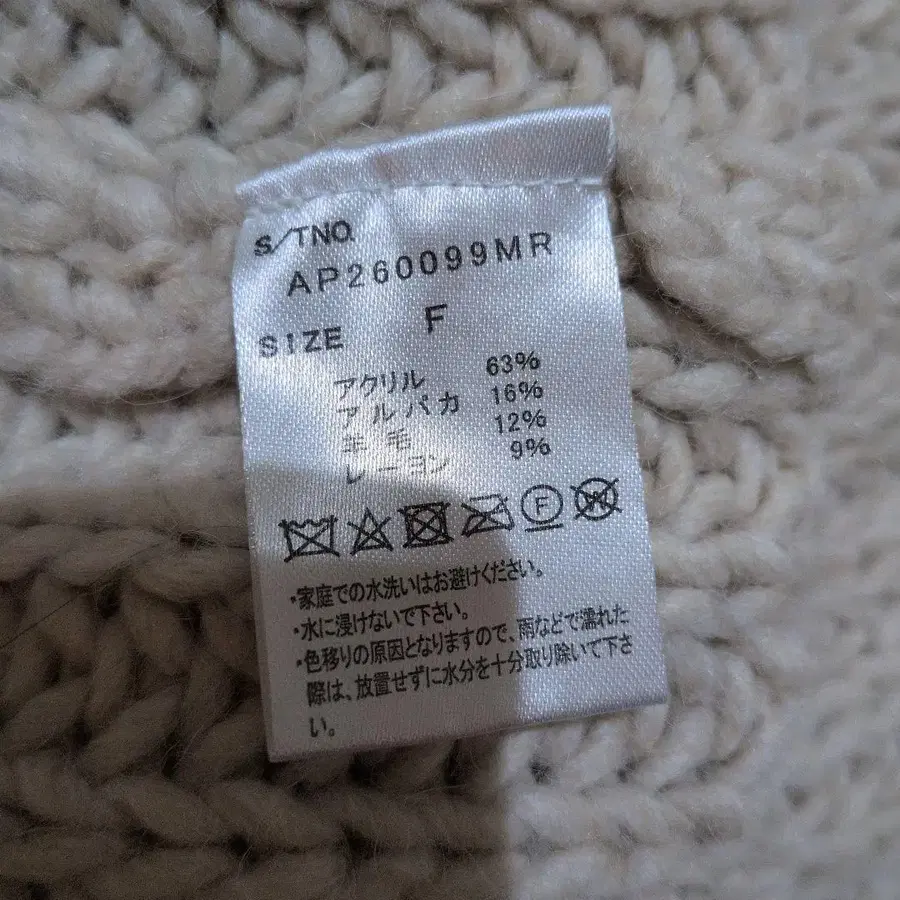 S/TNO.
AP260099MR
SIZE F
アクリル 63%
アルパカ 16%
羊毛 12%
レーヨン 9%
F W
・家庭での水洗いはお避けください。
・水に浸けないで下さい。
・色移りの原因となりますので、雨などで濡れた
際は、放置せずに水分を十分取り除いて下さ
い。